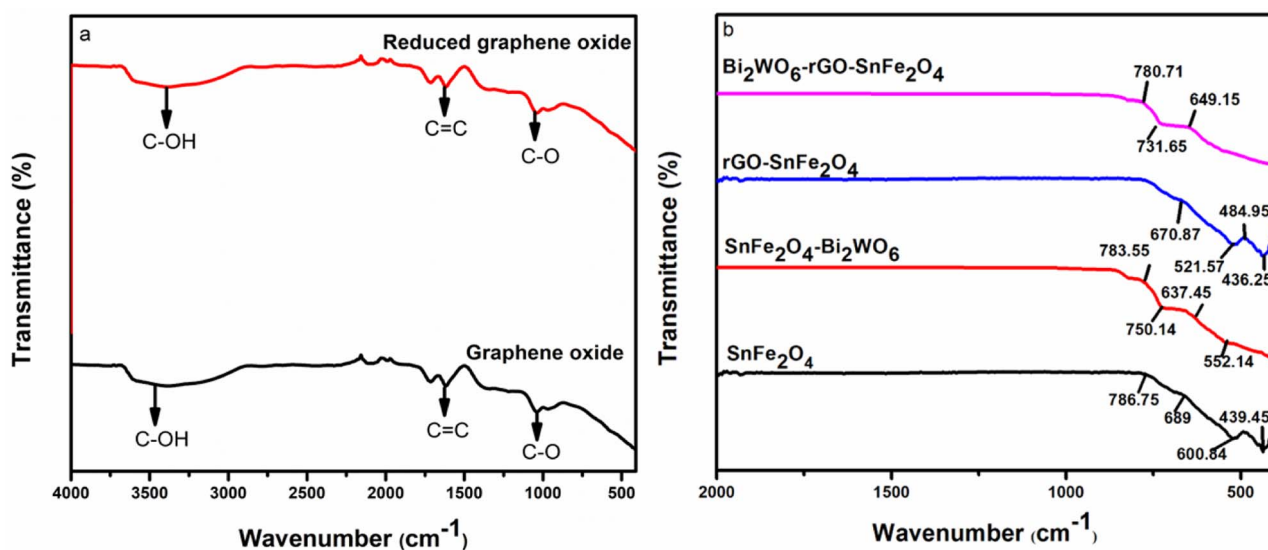 a
Reduced graphene oxide
C-OH
C=C
C-O
Graphene oxide
C-OH
C=C
C-O
Transmittance (%)
4000 3500 3000 2500 2000 1500 1000 500
Wavenumber (cm⁻¹)
b
Bi₂WO₆-rGO-SnFe₂O₄
780.71
649.15
731.65
rGO-SnFe₂O₄
484.95
670.87
521.57
436.25
SnFe₂O₄-Bi₂WO₆
783.55
637.45
750.14
552.14
SnFe₂O₄
786.75
689
439.45
600.84
Transmittance (%)
2000 1500 1000 500
Wavenumber (cm⁻¹)